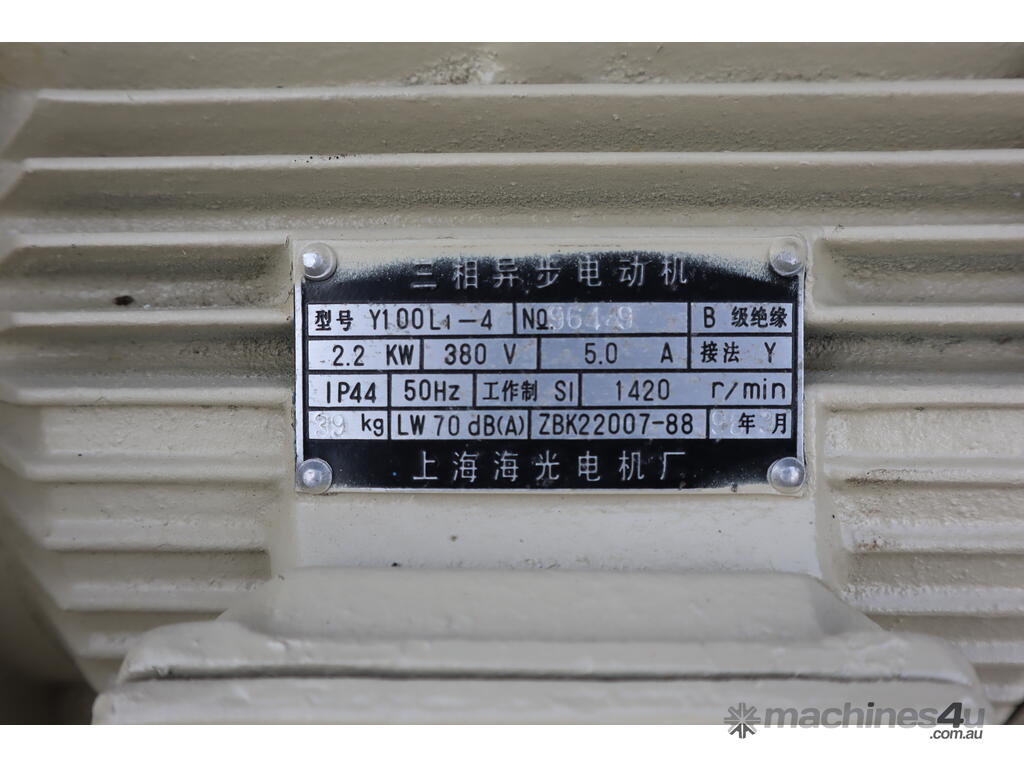 三相异步电动机
型号 Y100L1-4 № 96449 B 级绝缘
2.2 KW 380 V 5.0 A 接法 Y
IP44 50Hz 工作制 SI 1420 r/min
39 kg LW 70 dB(A) ZBK22007-88 年 月
上海海光电机厂
machines4u
.com.au